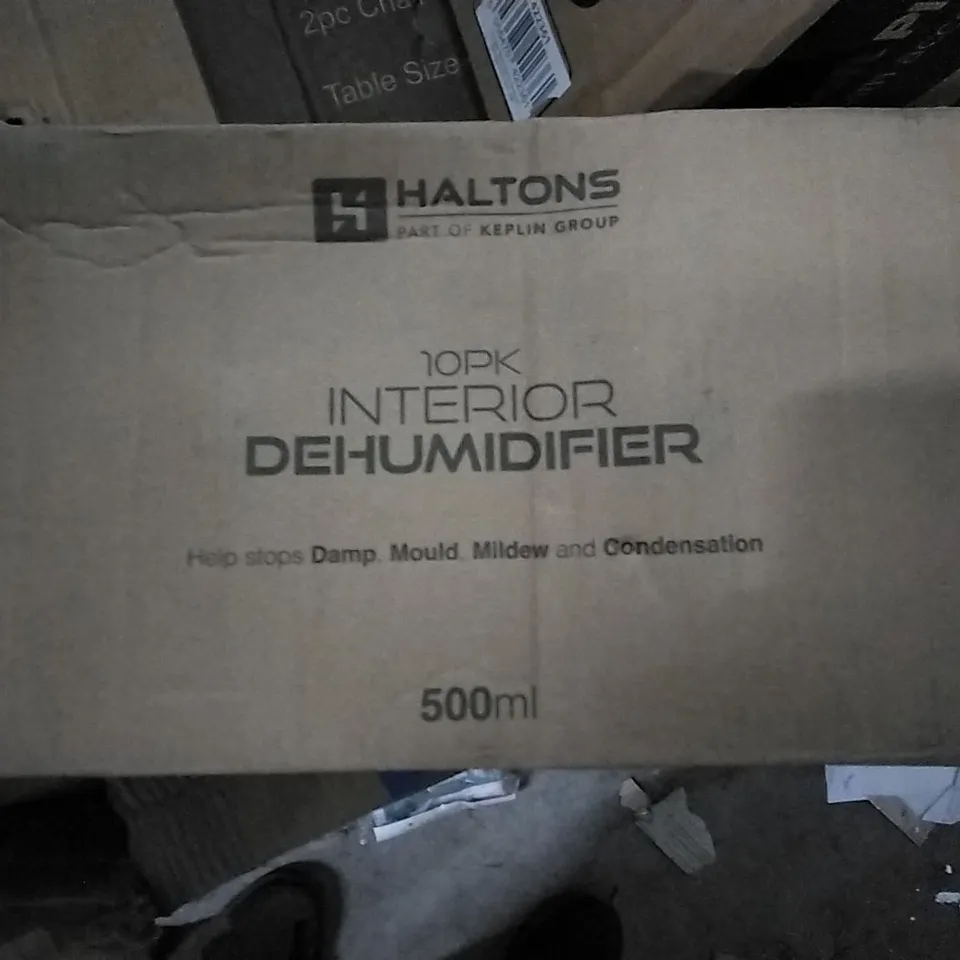 2pc
Table Size
HALTONS
PART OF KEPLIN GROUP
10PK
INTERIOR
DEHUMIDIFIER
Help stops Damp, Mould, Mildew and Condensation
500ml